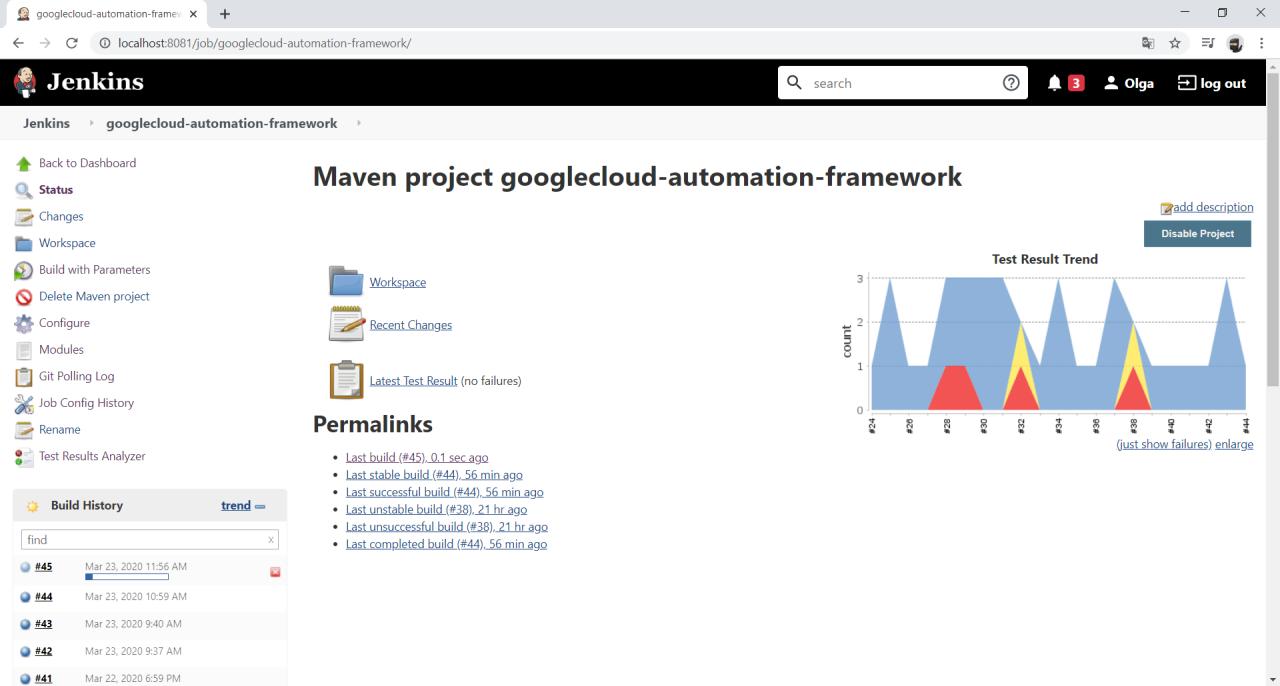 googlecloud-automation-framew
localhost:8081/job/googlecloud-automation-framework/
Jenkins
search
3
Olga
log out
Jenkins
googlecloud-automation-framework
Back to Dashboard
Status
Changes
Workspace
Build with Parameters
Delete Maven project
Configure
Modules
Git Polling Log
Job Config History
Rename
Test Results Analyzer
Build History
trend
find
x
#45
Mar 23, 2020 11:56 AM
#44
Mar 23, 2020 10:59 AM
#43
Mar 23, 2020 9:40 AM
#42
Mar 23, 2020 9:37 AM
#41
Mar 22, 2020 6:59 PM
Maven project googlecloud-automation-framework
add description
Disable Project
Workspace
Recent Changes
Latest Test Result (no failures)
Permalinks
Last build (#45), 0.1 sec ago
Last stable build (#44), 56 min ago
Last successful build (#44), 56 min ago
Last unstable build (#38), 21 hr ago
Last unsuccessful build (#38), 21 hr ago
Last completed build (#44), 56 min ago
Test Result Trend
count
3
2
1
0
#24
#26
#28
#30
#32
#34
#36
#38
#40
#42
#44
(just show failures) enlarge